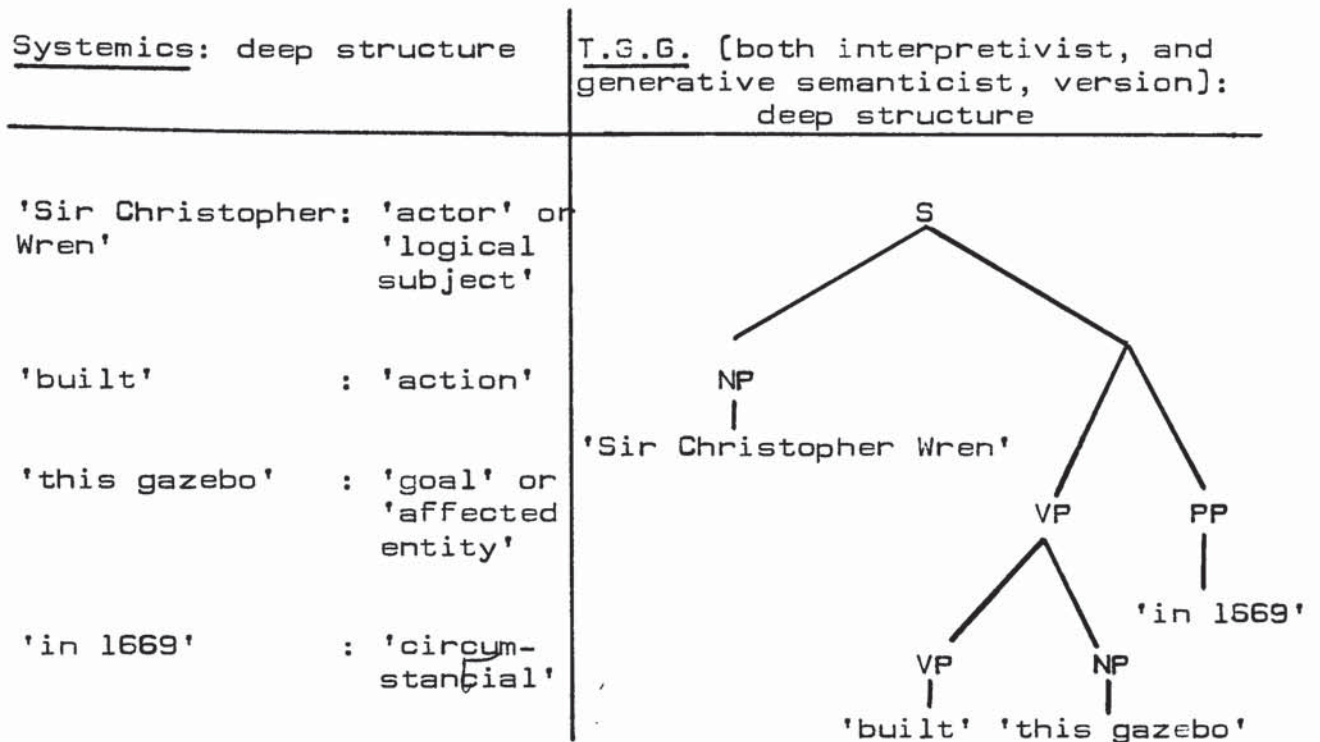 Systemics: deep structure
T.G.G. [both interpretivist, and
generative semanticist, version]:
deep structure
'Sir Christopher: 'actor' or
Wren' 'logical
subject'
'built' : 'action'
'this gazebo' : 'goal' or
'affected
entity'
'in 1669' : 'circum-
stancial'
S
NP
'Sir Christopher Wren'
VP PP
'in 1669'
VP NP
'built' 'this gazebo'